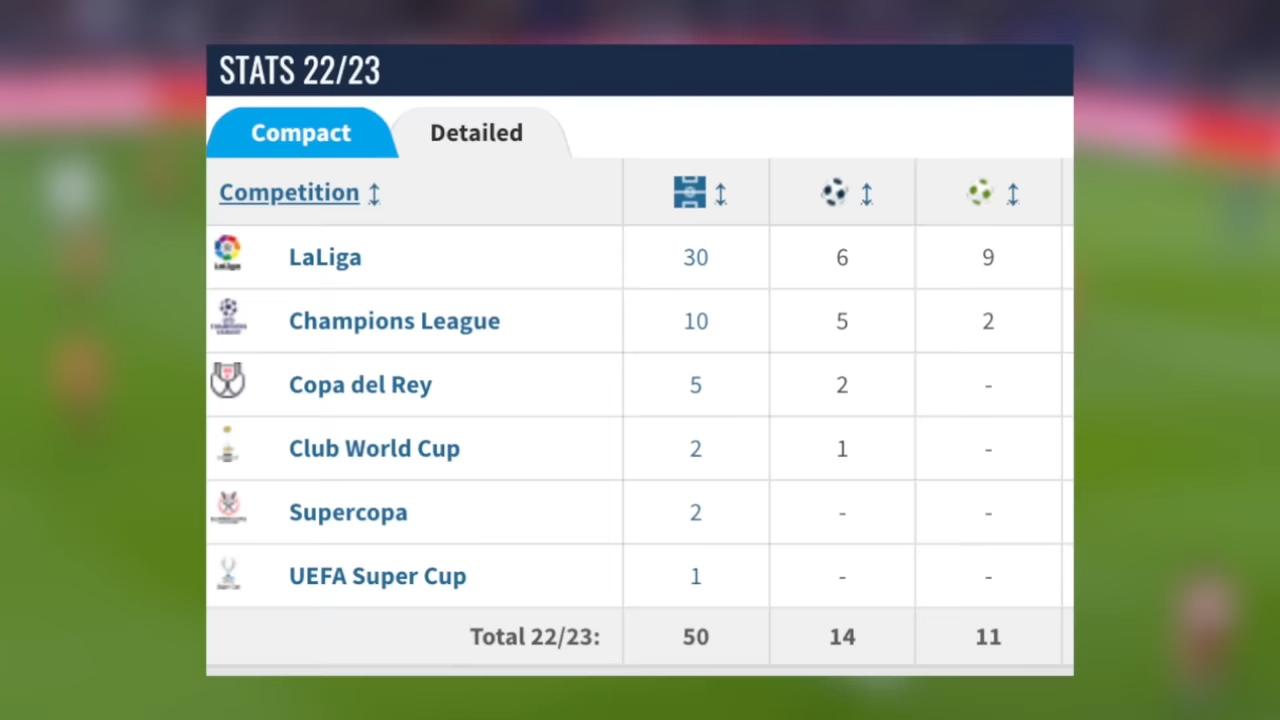 STATS 22/23
Compact Detailed
Competition
LaLiga 30 6 9
Champions League 10 5 2
Copa del Rey 5 2 -
Club World Cup 2 1 -
Supercopa 2 - -
UEFA Super Cup 1 - -
Total 22/23: 50 14 11